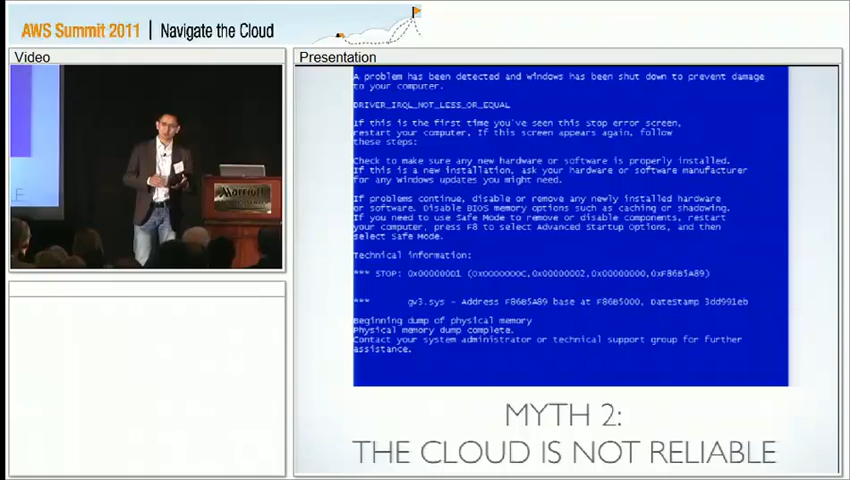 AWS Summit 2011 | Navigate the Cloud
Video
Presentation
Marriott
A problem has been detected and windows has been shut down to prevent damage
to your computer.
DRIVER_IRQL_NOT_LESS_OR_EQUAL
If this is the first time you've seen this Stop error screen,
restart your computer, If this screen appears again, follow
these steps:
Check to make sure any new hardware or software is properly installed.
If this is a new installation, ask your hardware or software manufacturer
for any windows updates you might need.
If problems continue, disable or remove any newly installed hardware
or software. Disable BIOS memory options such as caching or shadowing.
If you need to use Safe Mode to remove or disable components, restart
your computer, press F8 to select Advanced Startup Options, and then
select Safe Mode.
Technical information:
*** STOP: 0x00000001 (0x0000000C,0x00000002,0x00000000,0xF86B5A89)
*** gv3.sys - Address F86B5A89 base at F86B5000, DateStamp 3dd991eb
Beginning dump of physical memory
Physical memory dump complete.
Contact your system administrator or technical support group for further
assistance.
MYTH 2:
THE CLOUD IS NOT RELIABLE